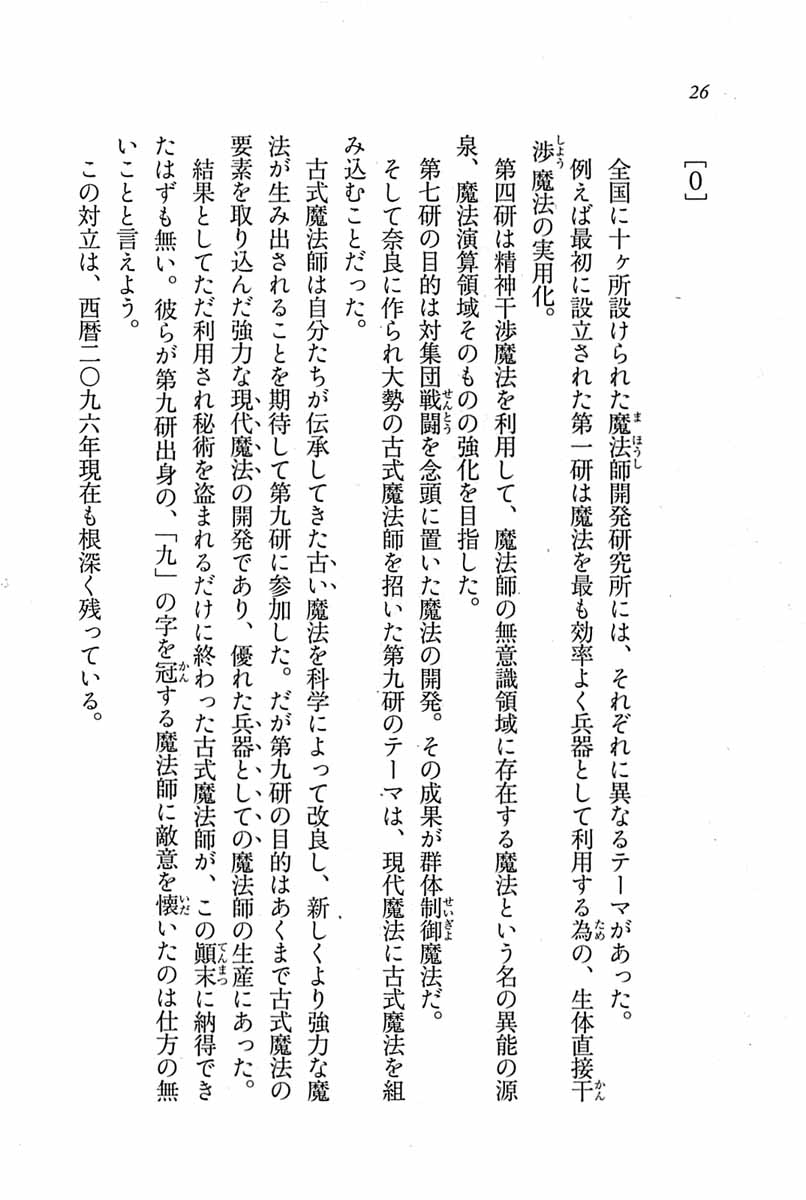 26
[0]
全国に十ヶ所設けられた魔法師開発研究所には、それぞれに異なるテーマがあった。
例えば最初に設立された第一研は魔法を最も効率よく兵器として利用する為の、生体直接干
渉魔法の実用化。
第四研は精神干渉魔法を利用して、魔法師の無意識領域に存在する魔法という名の異能の源
泉、魔法演算領域そのものの強化を目指した。
第七研の目的は対集団戦闘を念頭に置いた魔法の開発。その成果が群体制御魔法だ。
そして奈良に作られ大勢の古式魔法師を招いた第九研のテーマは、現代魔法に古式魔法を組
み込むことだった。
古式魔法師は自分たちが伝承してきた古い魔法を科学によって改良し、新しくより強力な魔
法が生み出されることを期待して第九研に参加した。だが第九研の目的はあくまで古式魔法の
要素を取り込んだ強力な現代魔法の開発であり、優れた兵器としての魔法師の生産にあった。
結果としてただ利用され秘術を盗まれるだけに終わった古式魔法師が、この顛末に納得でき
たはずも無い。彼らが第九研出身の、「九」の字を冠する魔法師に敵意を懐いたのは仕方の無
いことと言えよう。
この対立は、西暦二〇九六年現在も根深く残っている。